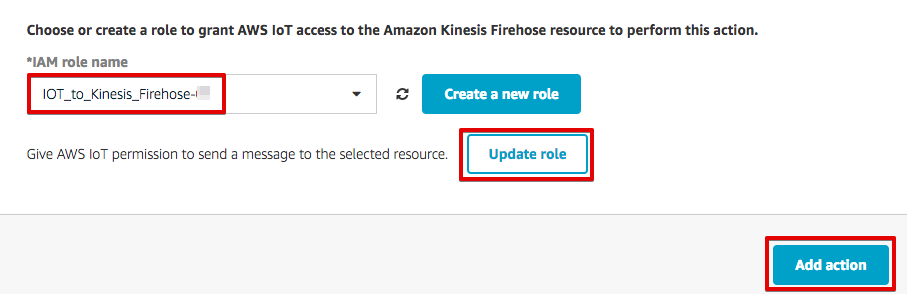 Choose or create a role to grant AWS IoT access to the Amazon Kinesis Firehose resource to perform this action.
*IAM role name
IOT_to_Kinesis_Firehose-
Create a new role
Give AWS IoT permission to send a message to the selected resource.
Update role
Add action